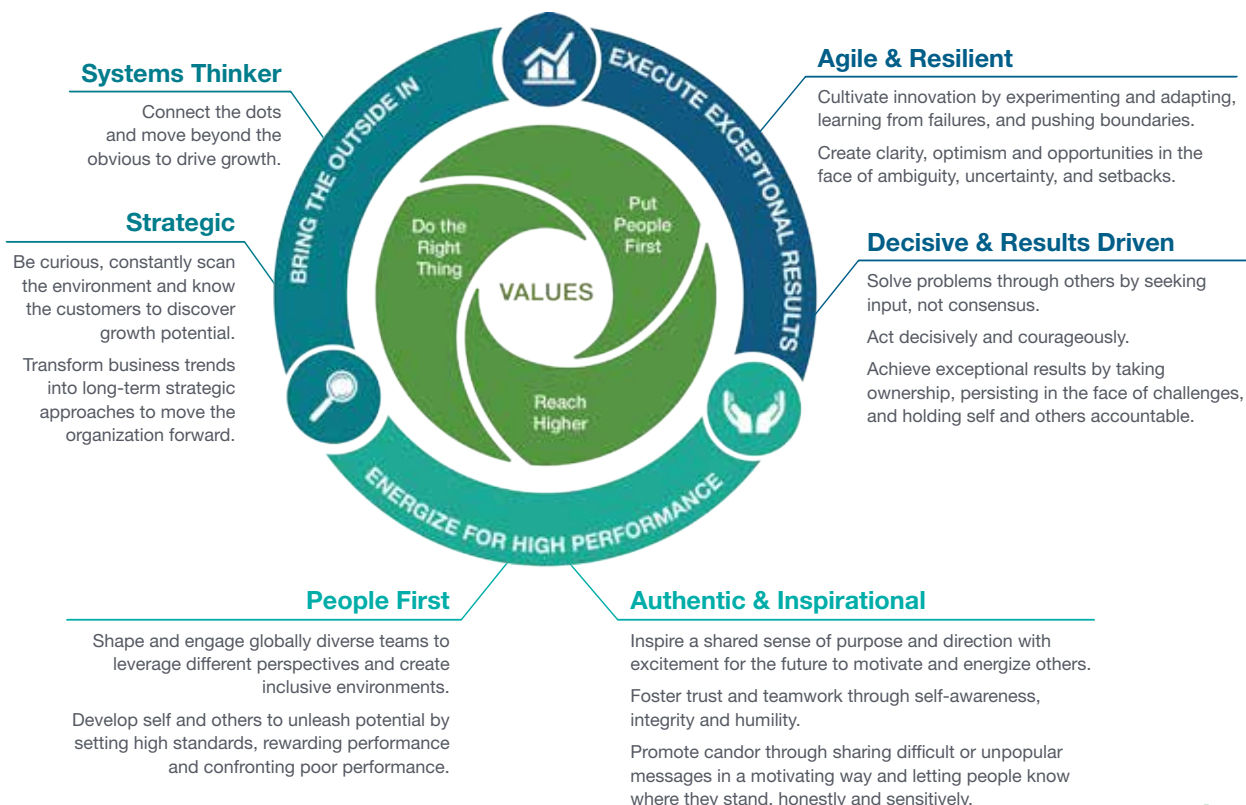 BRING THE OUTSIDE IN
EXECUTE EXCEPTIONAL RESULTS
ENERGIZE FOR HIGH PERFORMANCE
Do the
Right
Thing
Put
People
First
VALUES
Reach
Higher
Systems Thinker
Connect the dots
and move beyond the
obvious to drive growth.
Strategic
Be curious, constantly scan
the environment and know
the customers to discover
growth potential.
Transform business trends
into long-term strategic
approaches to move the
organization forward.
Agile & Resilient
Cultivate innovation by experimenting and adapting,
learning from failures, and pushing boundaries.
Create clarity, optimism and opportunities in the
face of ambiguity, uncertainty, and setbacks.
Decisive & Results Driven
Solve problems through others by seeking
input, not consensus.
Act decisively and courageously.
Achieve exceptional results by taking
ownership, persisting in the face of challenges,
and holding self and others accountable.
People First
Shape and engage globally diverse teams to
leverage different perspectives and create
inclusive environments.
Develop self and others to unleash potential by
setting high standards, rewarding performance
and confronting poor performance.
Authentic & Inspirational
Inspire a shared sense of purpose and direction with
excitement for the future to motivate and energize others.
Foster trust and teamwork through self-awareness,
integrity and humility.
Promote candor through sharing difficult or unpopular
messages in a motivating way and letting people know
where they stand, honestly and sensitively.